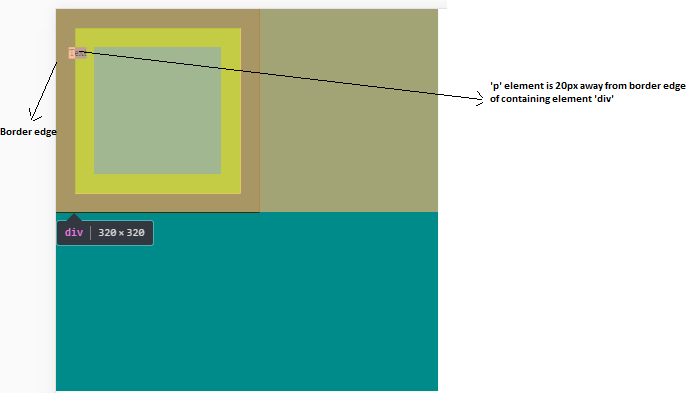 'p' element is 20px away from border edge
of containing element 'div'
Border edge
div 320 × 320